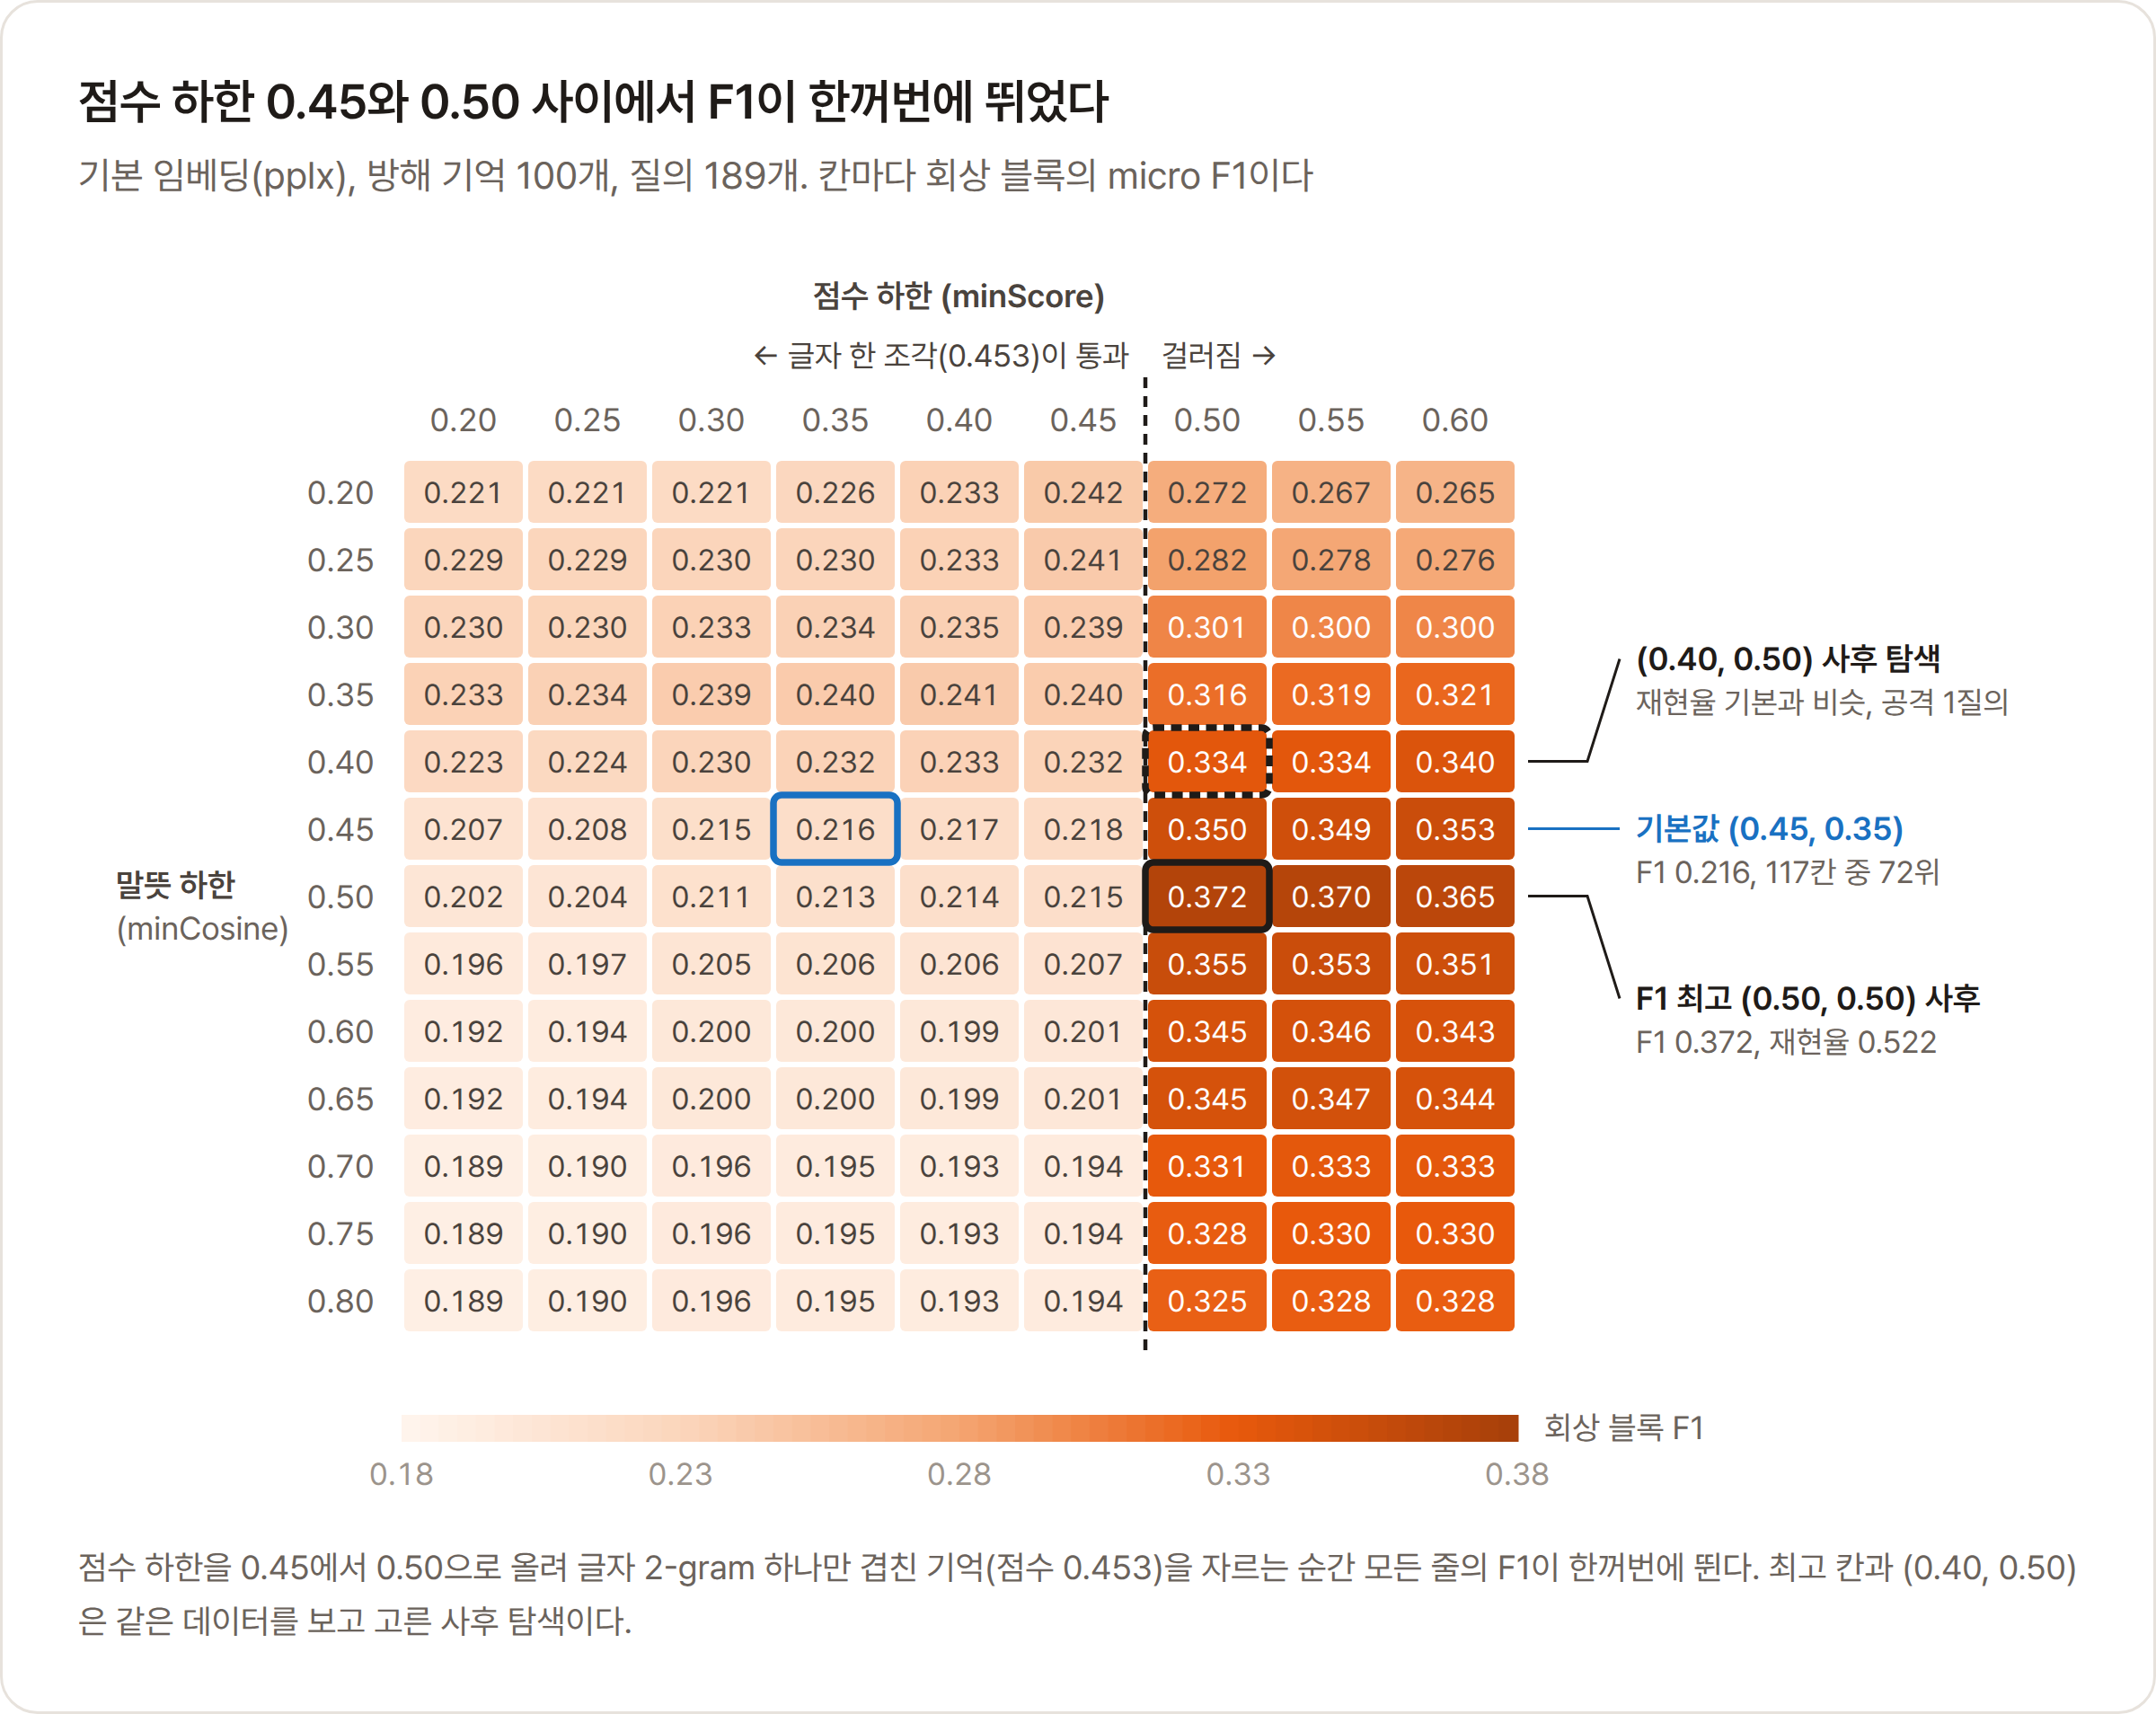 점수 하한 0.45와 0.50 사이에서 F1이 한꺼번에 뛰었다
기본 임베딩(pplx), 방해 기억 100개, 질의 189개. 칸마다 회상 블록의 micro F1이다
점수 하한 (minScore)
← 글자 한 조각(0.453)이 통과 걸러짐 →
0.20 0.25 0.30 0.35 0.40 0.45 0.50 0.55 0.60
0.20 0.221 0.221 0.221 0.226 0.233 0.242 0.272 0.267 0.265
0.25 0.229 0.229 0.230 0.230 0.233 0.241 0.282 0.278 0.276
0.30 0.230 0.230 0.233 0.234 0.235 0.239 0.301 0.300 0.300
0.35 0.233 0.234 0.239 0.240 0.241 0.240 0.316 0.319 0.321
0.40 0.223 0.224 0.230 0.232 0.233 0.232 0.334 0.334 0.340
0.45 0.207 0.208 0.215 0.216 0.217 0.218 0.350 0.349 0.353
0.50 0.202 0.204 0.211 0.213 0.214 0.215 0.372 0.370 0.365
0.55 0.196 0.197 0.205 0.206 0.206 0.207 0.355 0.353 0.351
0.60 0.192 0.194 0.200 0.200 0.199 0.201 0.345 0.346 0.343
0.65 0.192 0.194 0.200 0.200 0.199 0.201 0.345 0.347 0.344
0.70 0.189 0.190 0.196 0.195 0.193 0.194 0.331 0.333 0.333
0.75 0.189 0.190 0.196 0.195 0.193 0.194 0.328 0.330 0.330
0.80 0.189 0.190 0.196 0.195 0.193 0.194 0.325 0.328 0.328
말뜻 하한
(minCosine)
(0.40, 0.50) 사후 탐색
재현율 기본과 비슷, 공격 1질의
기본값 (0.45, 0.35)
F1 0.216, 117칸 중 72위
F1 최고 (0.50, 0.50) 사후
F1 0.372, 재현율 0.522
회상 블록 F1
0.18 0.23 0.28 0.33 0.38
점수 하한을 0.45에서 0.50으로 올려 글자 2-gram 하나만 겹친 기억(점수 0.453)을 자르는 순간 모든 줄의 F1이 한꺼번에 뛴다. 최고 칸과 (0.40, 0.50)
은 같은 데이터를 보고 고른 사후 탐색이다.